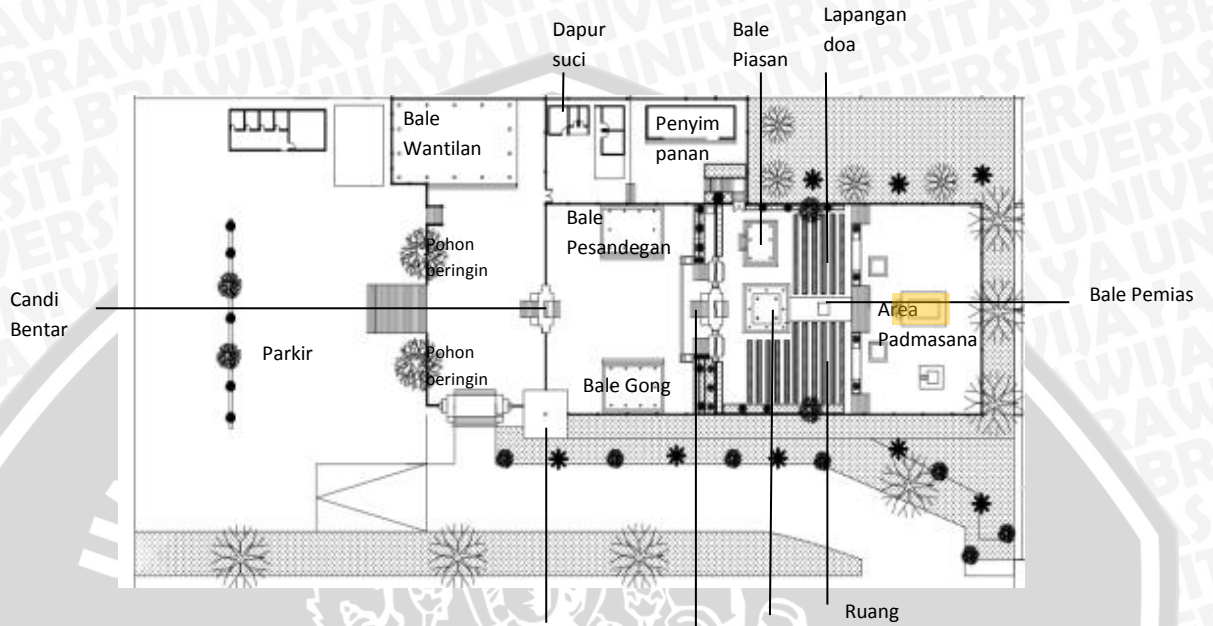 Dapur
suci
Bale
Piasan
Lapangan
doa
Bale
Wantilan
Penyim
panan
Bale
Pesandegan
Pohon
beringin
Candi
Bentar
Bale Pemias
Area
Padmasana
Parkir
Pohon
beringin
Bale Gong
Ruang